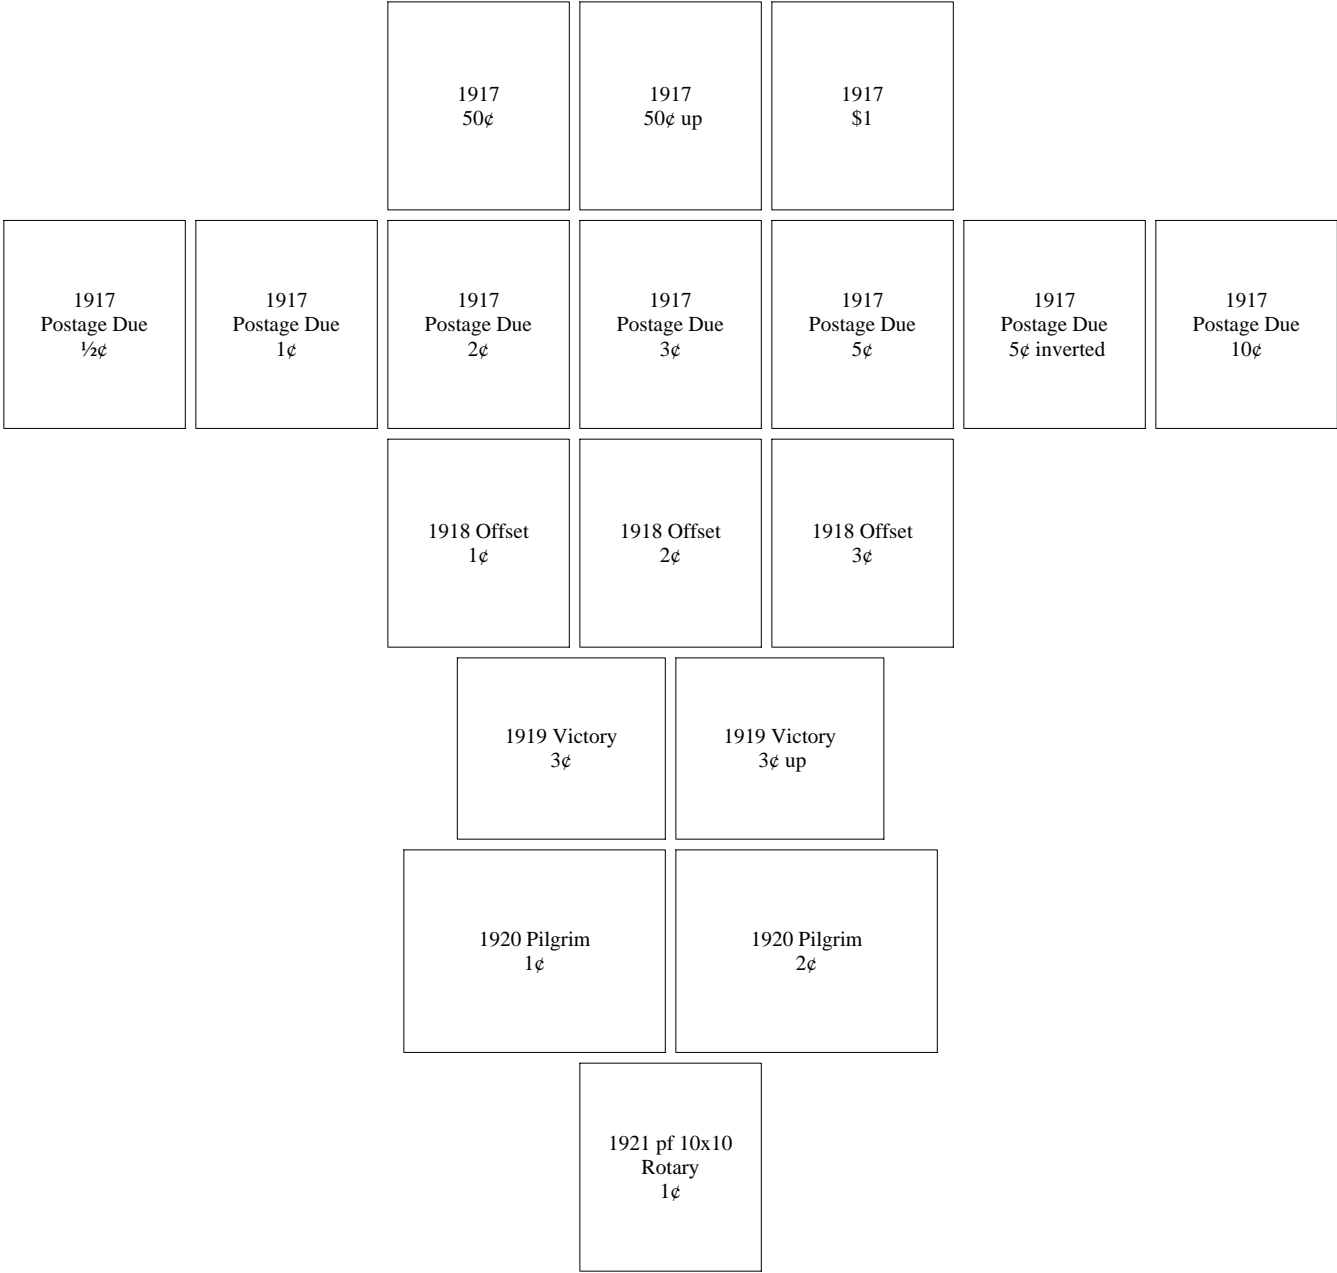 1917
50¢
1917
50¢ up
1917
$1
1917
Postage Due
½¢
1917
Postage Due
1¢
1917
Postage Due
2¢
1917
Postage Due
3¢
1917
Postage Due
5¢
1917
Postage Due
5¢ inverted
1917
Postage Due
10¢
1918 Offset
1¢
1918 Offset
2¢
1918 Offset
3¢
1919 Victory
3¢
1919 Victory
3¢ up
1920 Pilgrim
1¢
1920 Pilgrim
2¢
1921 pf 10x10
Rotary
1¢